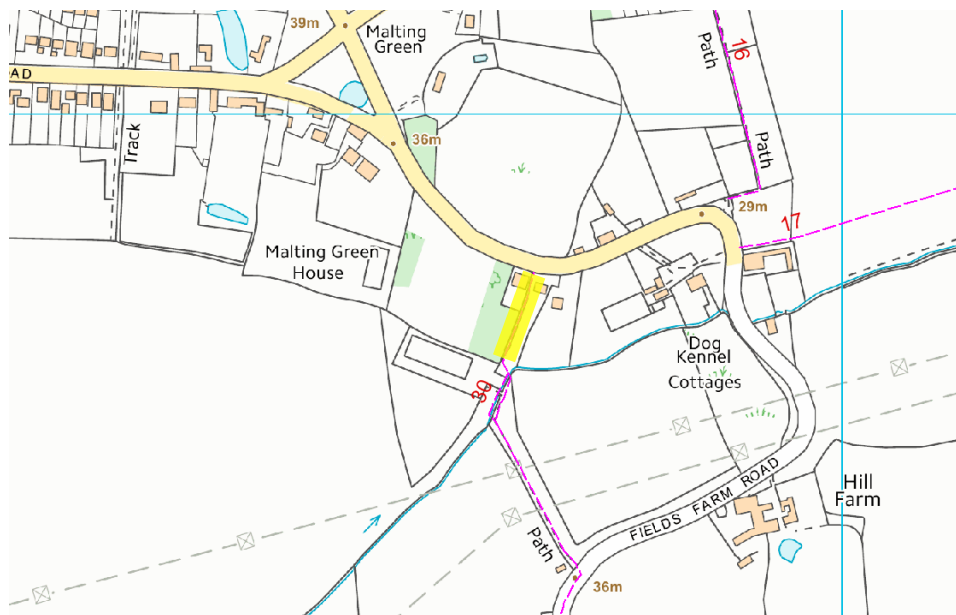 39m
Malting
Green
16
Path
OAD
Track
36m
Path
29m
17
Malting Green
House
Dog
Kennel
Cottages
30
FIELDS FARM ROAD
Hill
Farm
Path
36m